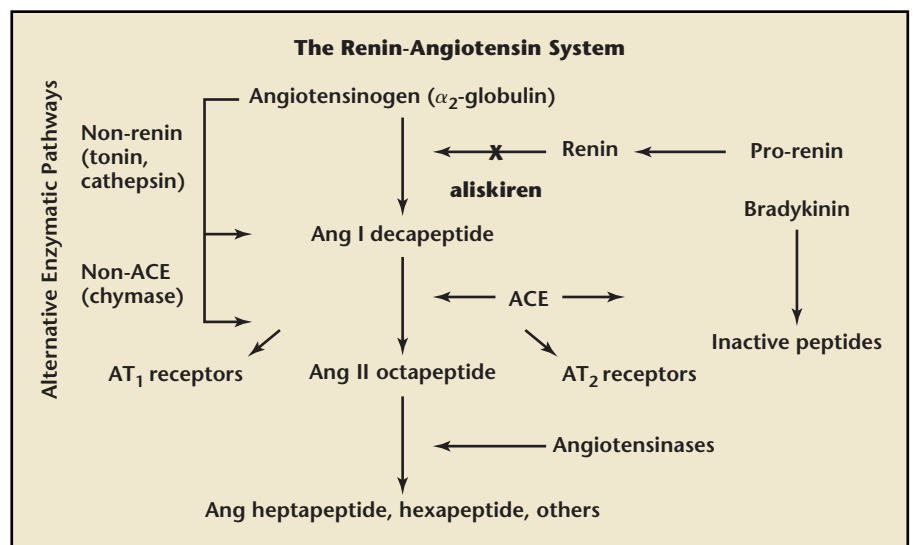 The Renin-Angiotensin System
Alternative Enzymatic Pathways
Angiotensinogen (α₂-globulin)
Non-renin
(tonin,
cathepsin)
X
Renin
Pro-renin
aliskiren
Bradykinin
Ang I decapeptide
Non-ACE
(chymase)
ACE
Inactive peptides
AT₁ receptors
Ang II octapeptide
AT₂ receptors
Angiotensinases
Ang heptapeptide, hexapeptide, others